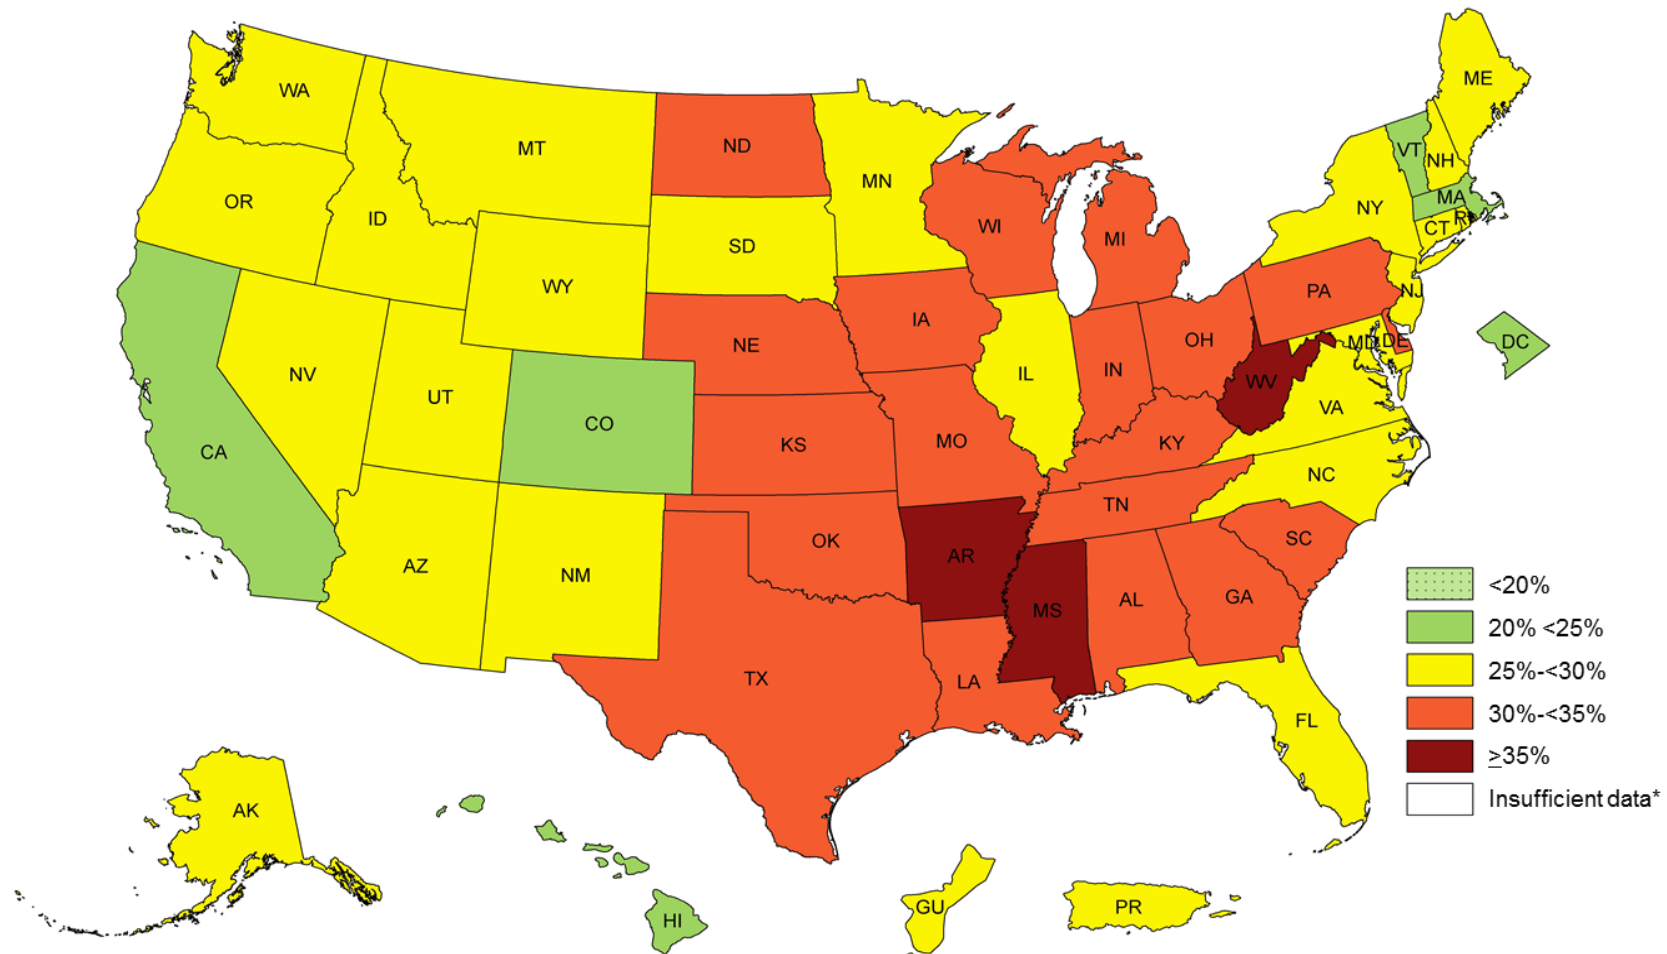 ME
WA
VT
NH
MT
ND
MN
MA
OR
ID
NY
RI
CT
WI
MI
SD
WY
PA
NJ
IA
NE
OH
MD
DE
DC
NV
UT
IL
IN
WV
CO
VA
CA
KS
MO
KY
NC
TN
OK
SC
AZ
NM
AR
AL
GA
MS
TX
LA
FL
AK
HI
GU
PR
<20%
20% <25%
25%-<30%
30%-<35%
≥35%
Insufficient data*